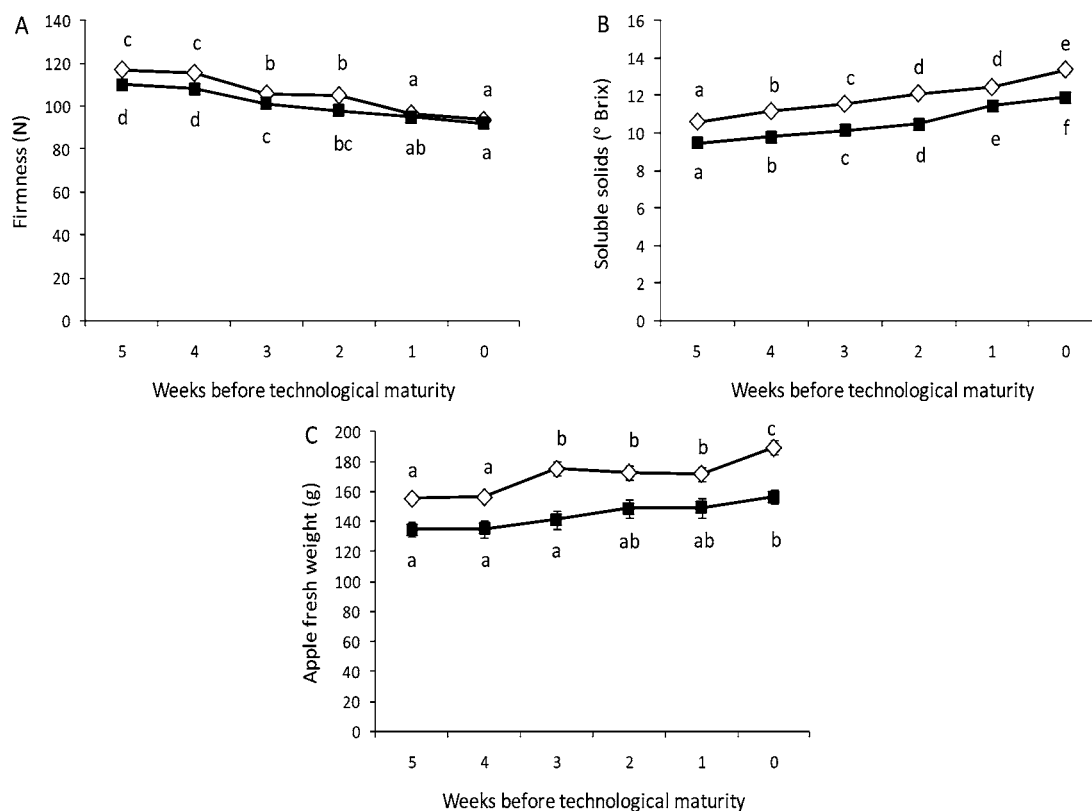 A
c c b b a a
140
120
100
80
60
40
20
0
Firmness (N)
d d c bc ab a
5 4 3 2 1 0
Weeks before technological maturity
B
a b c d d e
16
14
12
10
8
6
4
2
0
Soluble solids (º Brix)
a b c d e f
5 4 3 2 1 0
Weeks before technological maturity
C
a a b b b c
200
180
160
140
120
100
80
60
40
20
0
Apple fresh weight (g)
a a a ab ab b
5 4 3 2 1 0
Weeks before technological maturity